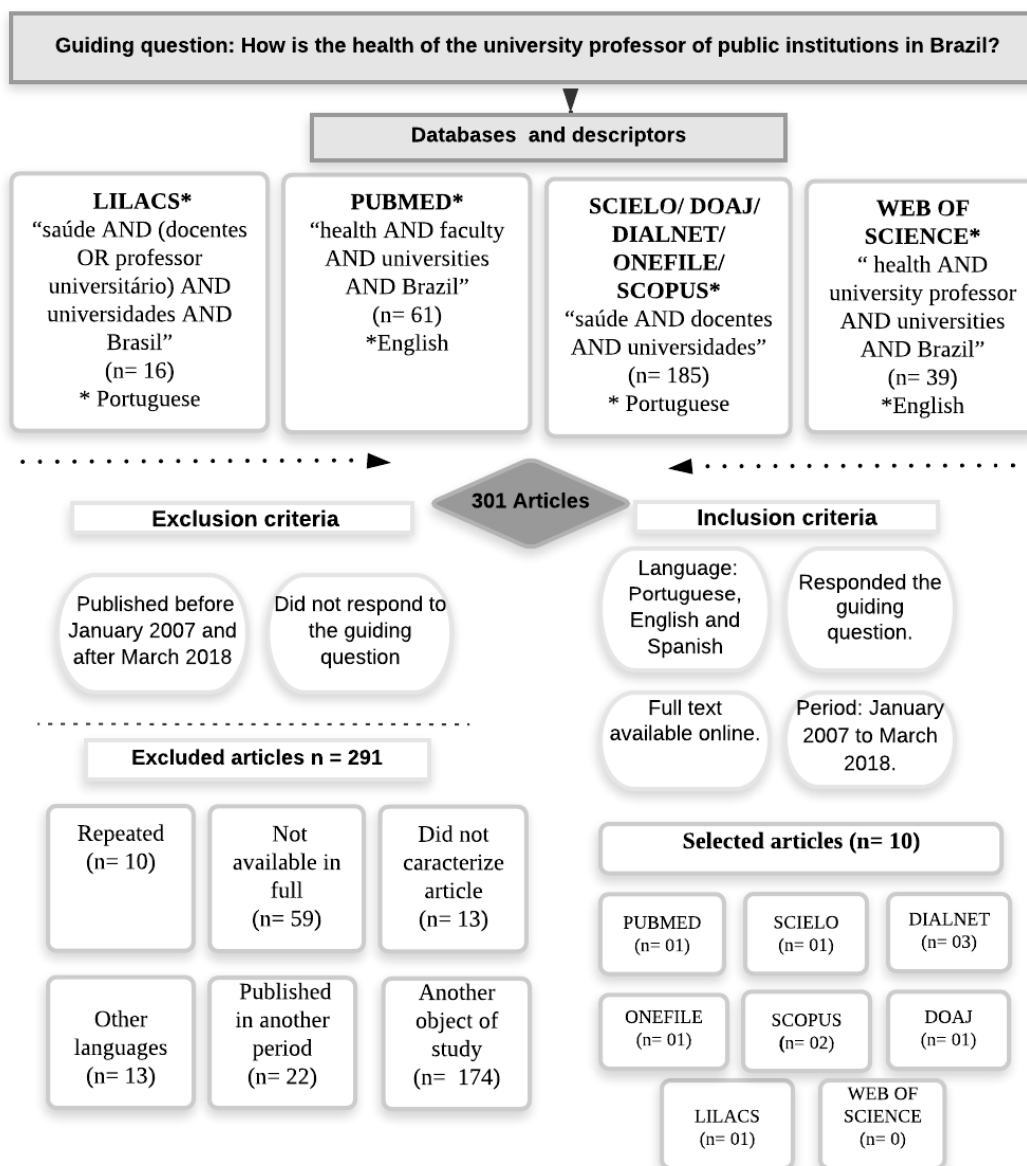 Guiding question: How is the health of the university professor of public institutions in Brazil?
Databases and descriptors
LILACS*
“saúde AND (docentes
OR professor
universitário) AND
universidades AND
Brasil”
(n= 16)
* Portuguese
PUBMED*
“health AND faculty
AND universities
AND Brazil”
(n= 61)
*English
SCIELO/ DOAJ/
DIALNET/
ONEFILE/
SCOPUS*
“saúde AND docentes
AND universidades”
(n= 185)
* Portuguese
WEB OF
SCIENCE*
“ health AND
university professor
AND universities
AND Brazil”
(n= 39)
*English
301 Articles
Exclusion criteria
Published before
January 2007 and
after March 2018
Did not respond to
the guiding
question
Excluded articles n = 291
Repeated
(n= 10)
Not
available in
full
(n= 59)
Did not
caracterize
article
(n= 13)
Other
languages
(n= 13)
Published
in another
period
(n= 22)
Another
object of
study
(n= 174)
Inclusion criteria
Language:
Portuguese,
English and
Spanish
Responded the
guiding
question.
Full text
available online.
Period: January
2007 to March
2018.
Selected articles (n= 10)
PUBMED
(n= 01)
SCIELO
(n= 01)
DIALNET
(n= 03)
ONEFILE
(n= 01)
SCOPUS
(n= 02)
DOAJ
(n= 01)
LILACS
(n= 01)
WEB OF
SCIENCE
(n= 0)